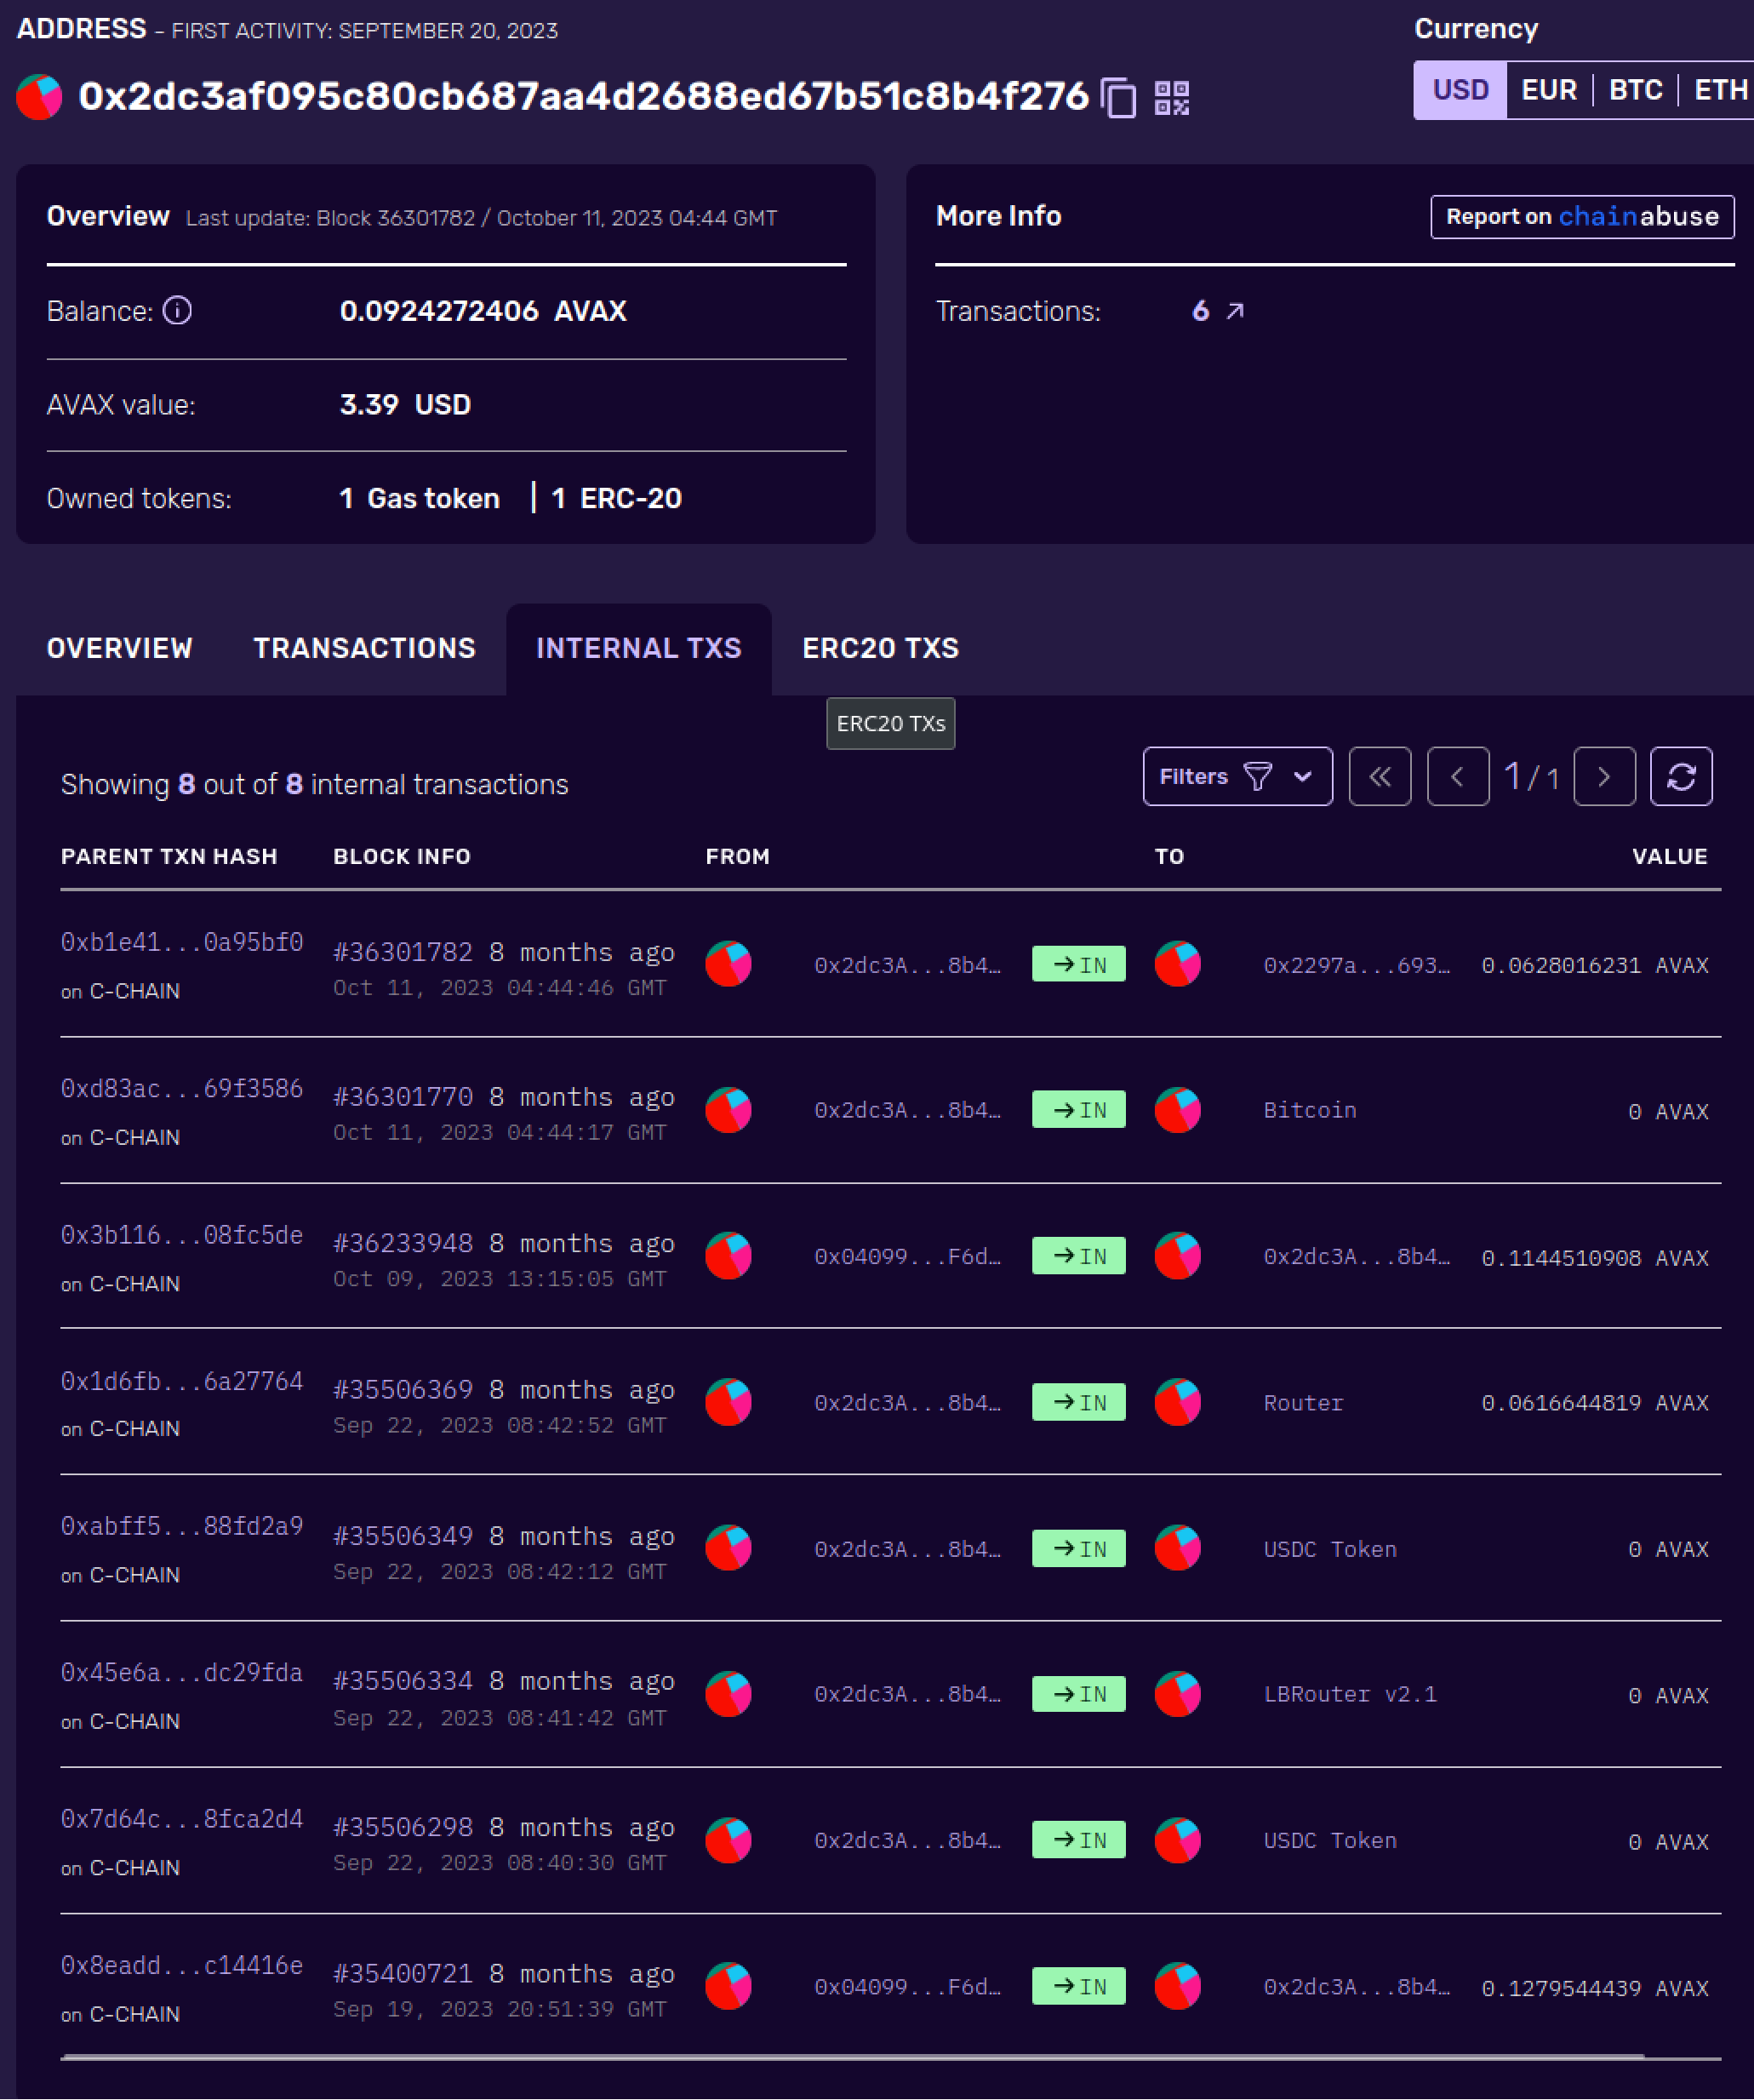 ADDRESS - FIRST ACTIVITY: SEPTEMBER 20, 2023
Currency
0x2dc3af095c80cb687aa4d2688ed67b51c8b4f276
USD EUR BTC ETH
Overview Last update: Block 36301782 / October 11, 2023 04:44 GMT
Balance: 0.0924272406 AVAX
AVAX value: 3.39 USD
Owned tokens: 1 Gas token | 1 ERC-20
More Info Report on chainabuse
Transactions: 6
OVERVIEW TRANSACTIONS INTERNAL TXS ERC20 TXS
ERC20 TXs
Showing 8 out of 8 internal transactions
Filters 1 / 1
PARENT TXN HASH BLOCK INFO FROM TO VALUE
0xb1e41...0a95bf0 #36301782 8 months ago 0x2dc3A...8b4… IN 0x2297a...693… 0.0628016231 AVAX
on C-CHAIN Oct 11, 2023 04:44:46 GMT
0xd83ac...69f3586 #36301770 8 months ago 0x2dc3A...8b4… IN Bitcoin 0 AVAX
on C-CHAIN Oct 11, 2023 04:44:17 GMT
0x3b116...08fc5de #36233948 8 months ago 0x04099...F6d… IN 0x2dc3A...8b4… 0.1144510908 AVAX
on C-CHAIN Oct 09, 2023 13:15:05 GMT
0x1d6fb...6a27764 #35506369 8 months ago 0x2dc3A...8b4… IN Router 0.0616644819 AVAX
on C-CHAIN Sep 22, 2023 08:42:52 GMT
0xabff5...88fd2a9 #35506349 8 months ago 0x2dc3A...8b4… IN USDC Token 0 AVAX
on C-CHAIN Sep 22, 2023 08:42:12 GMT
0x45e6a...dc29fda #35506334 8 months ago 0x2dc3A...8b4… IN LBRouter v2.1 0 AVAX
on C-CHAIN Sep 22, 2023 08:41:42 GMT
0x7d64c...8fca2d4 #35506298 8 months ago 0x2dc3A...8b4… IN USDC Token 0 AVAX
on C-CHAIN Sep 22, 2023 08:40:30 GMT
0x8eadd...c14416e #35400721 8 months ago 0x04099...F6d… IN 0x2dc3A...8b4… 0.1279544439 AVAX
on C-CHAIN Sep 19, 2023 20:51:39 GMT